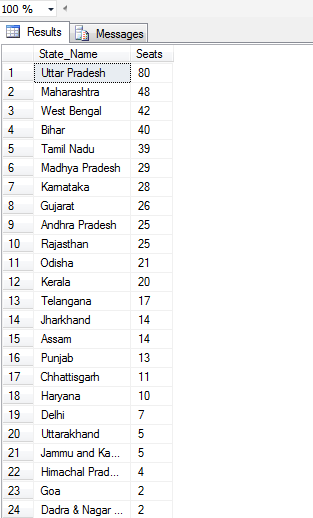 100 %
Results Messages
State_Name Seats
1 Uttar Pradesh 80
2 Maharashtra 48
3 West Bengal 42
4 Bihar 40
5 Tamil Nadu 39
6 Madhya Pradesh 29
7 Karnataka 28
8 Gujarat 26
9 Andhra Pradesh 25
10 Rajasthan 25
11 Odisha 21
12 Kerala 20
13 Telangana 17
14 Jharkhand 14
15 Assam 14
16 Punjab 13
17 Chhattisgarh 11
18 Haryana 10
19 Delhi 7
20 Uttarakhand 5
21 Jammu and Ka... 5
22 Himachal Prad... 4
23 Goa 2
24 Dadra & Nagar ... 2